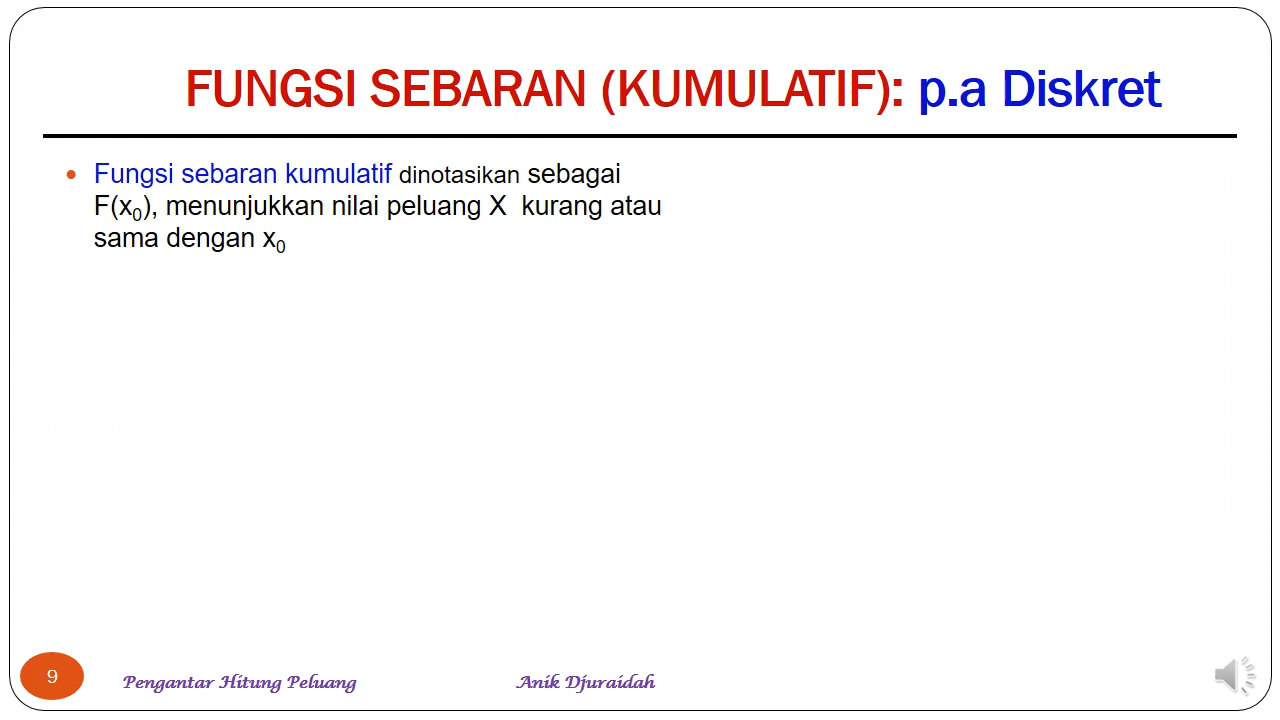 FUNGSI SEBARAN (KUMULATIF): p.a Diskret
• Fungsi sebaran kumulatif dinotasikan sebagai
F(x₀), menunjukkan nilai peluang X kurang atau
sama dengan x₀
9
Pengantar Hitung Peluang
Anik Djuraidah